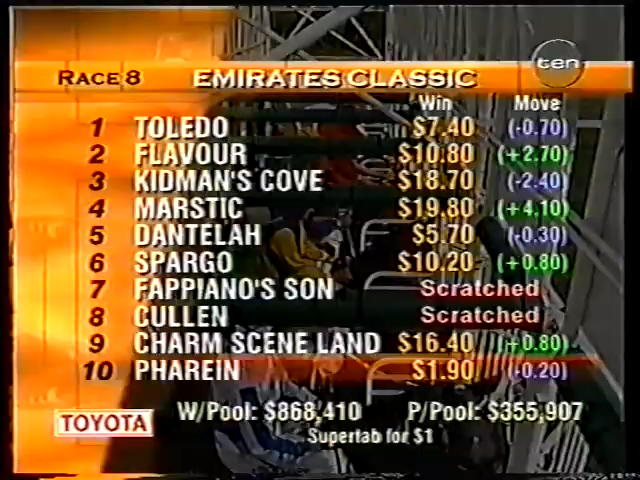 ten
RACE 8 EMIRATES CLASSIC
Win Move
1 TOLEDO $7.40 (-0.70)
2 FLAVOUR $10.80 (+2.70)
3 KIDMAN'S COVE $18.70 (-2.40)
4 MARSTIC $19.80 (+4.10)
5 DANTELAH $5.70 (-0.30)
6 SPARGO $10.20 (+0.80)
7 FAPPIANO'S SON Scratched
8 CULLEN Scratched
9 CHARM SCENE LAND $16.40 (+0.80)
10 PHAREIN $1.90 (-0.20)
TOYOTA W/Pool: $868,410 P/Pool: $355,907
Supertab for $1